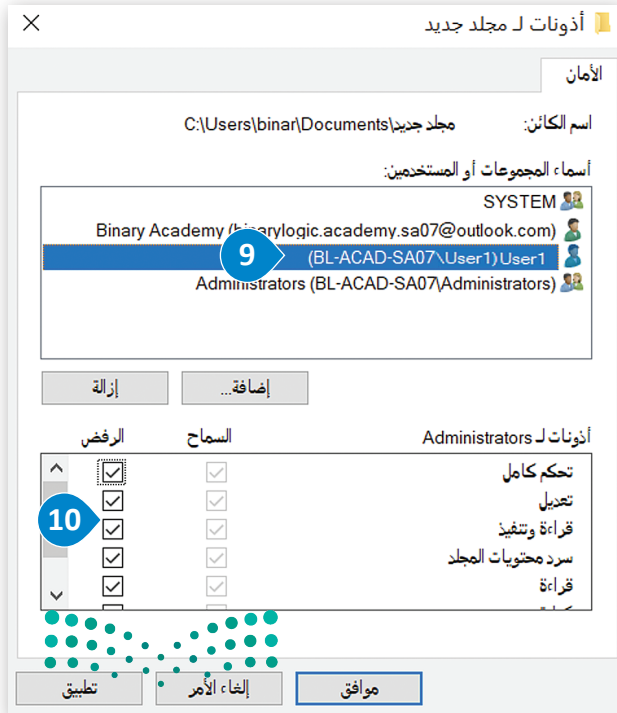 أذونات لـ مجلد جديد
الأمان
اسم الكائن: C:\Users\binar\Documents\مجلد جديد
أسماء المجموعات أو المستخدمين:
SYSTEM
Binary Academy (binarylogic.academy.sa07@outlook.com)
9
(BL-ACAD-SA07\User1) User1
Administrators (BL-ACAD-SA07\Administrators)
إضافة...
إزالة
أذونات لـ Administrators السماح الرفض
تحكم كامل
تعديل
10
قراءة وتنفيذ
سرد محتويات المجلد
قراءة
موافق
إلغاء الأمر
تطبيق